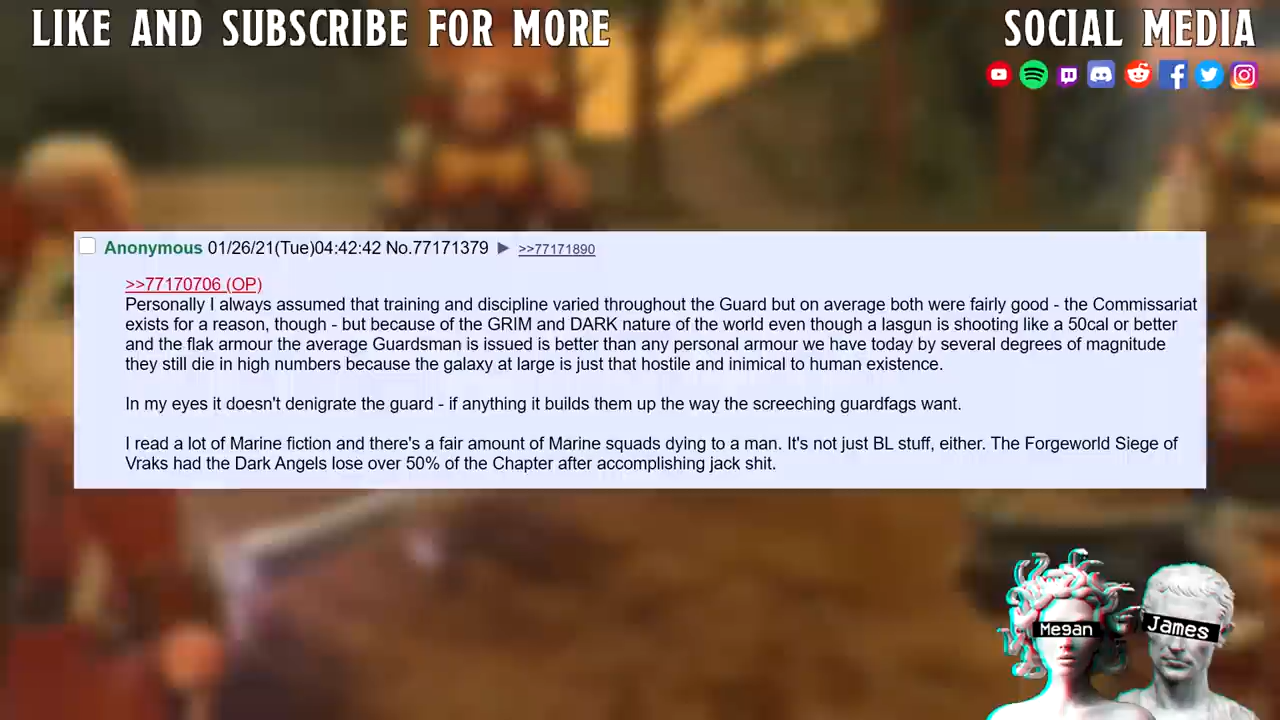 LIKE AND SUBSCRIBE FOR MORE
SOCIAL MEDIA
Anonymous 01/26/21(Tue)04:42:42 No.77171379 ▶ >>77171890
>>77170706 (OP)
Personally I always assumed that training and discipline varied throughout the Guard but on average both were fairly good - the Commissariat
exists for a reason, though - but because of the GRIM and DARK nature of the world even though a lasgun is shooting like a 50cal or better
and the flak armour the average Guardsman is issued is better than any personal armour we have today by several degrees of magnitude
they still die in high numbers because the galaxy at large is just that hostile and inimical to human existence.
In my eyes it doesn't denigrate the guard - if anything it builds them up the way the screeching guardfags want.
I read a lot of Marine fiction and there's a fair amount of Marine squads dying to a man. It's not just BL stuff, either. The Forgeworld Siege of
Vraks had the Dark Angels lose over 50% of the Chapter after accomplishing jack shit.
Megan
James